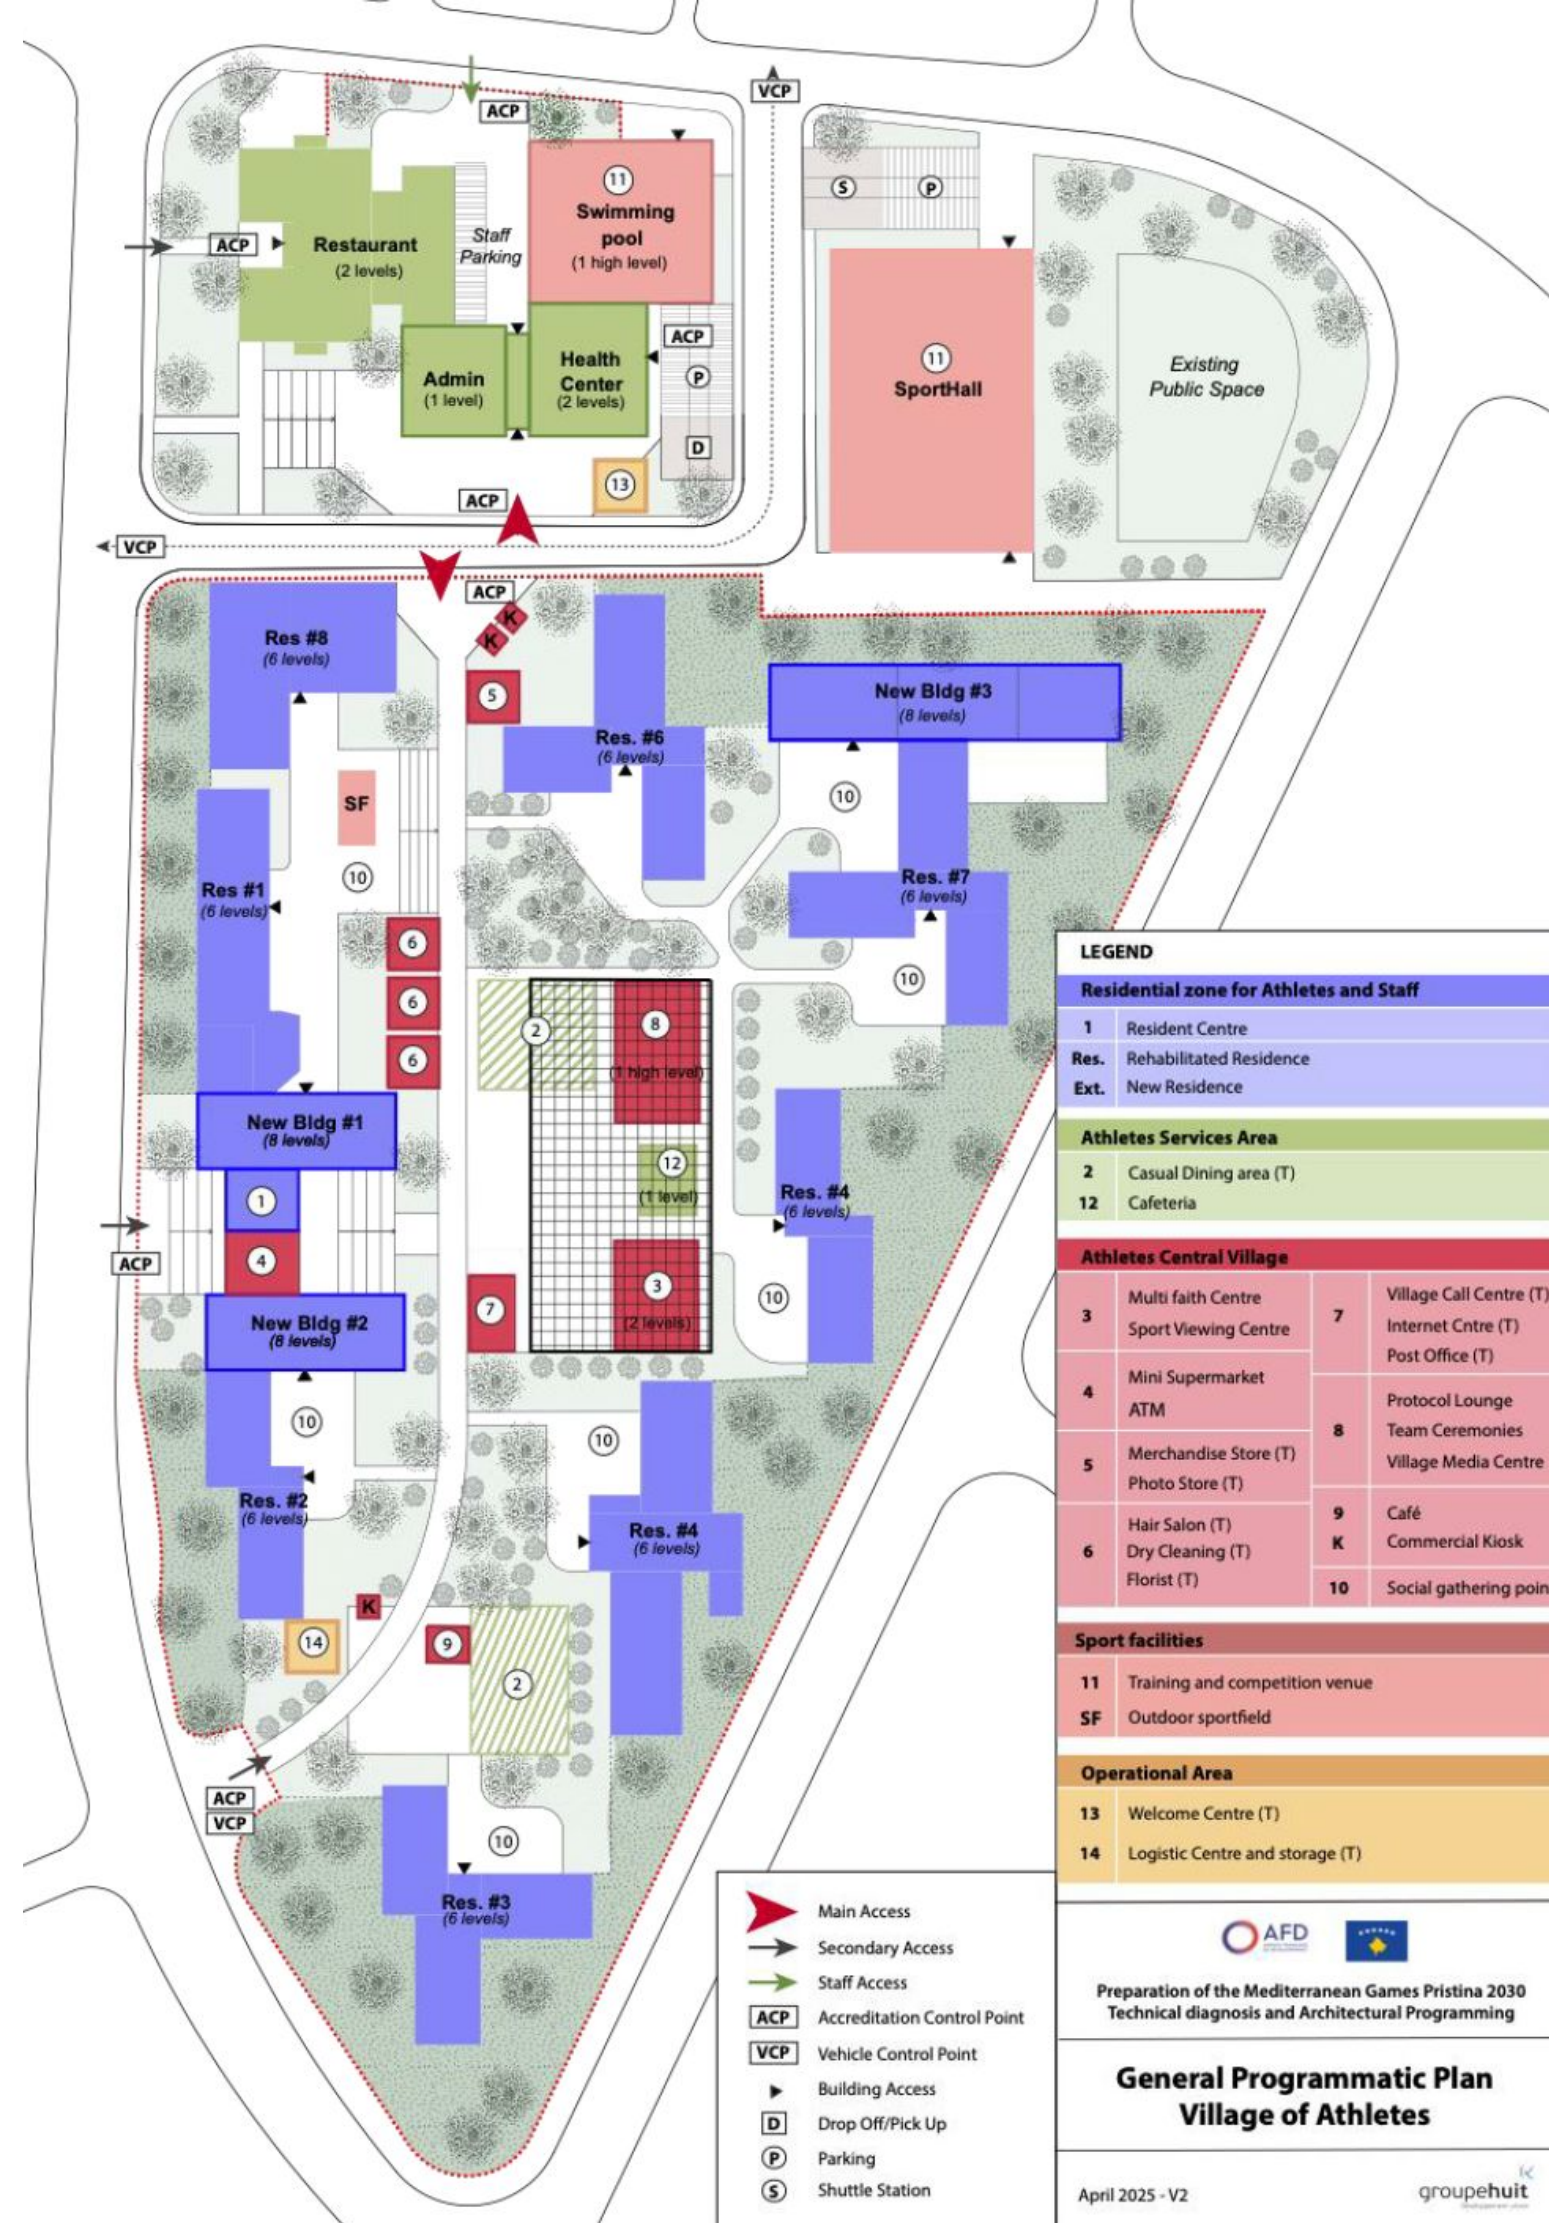 VCP
ACP
11
Swimming
pool
(1 high level)
S
P
ACP
Restaurant
(2 levels)
Staff
Parking
ACP
P
Health
Center
(2 levels)
Admin
(1 level)
D
11
SportHall
Existing
Public Space
13
ACP
VCP
ACP
K
K
Res #8
(6 levels)
5
New Bldg #3
(8 levels)
Res. #6
(6 levels)
10
SF
10
Res #1
(6 levels)
Res. #7
(6 levels)
6
10
6
2
8
6
(1 high level)
New Bldg #1
(8 levels)
12
(1 level)
1
Res. #4
(6 levels)
4
ACP
3
10
7
(2 levels)
New Bldg #2
(8 levels)
10
10
Res. #2
(6 levels)
Res. #4
(6 levels)
K
14
9
2
ACP
VCP
10
Res. #3
(6 levels)
LEGEND
Residential zone for Athletes and Staff
1 Resident Centre
Res. Rehabilitated Residence
Ext. New Residence
Athletes Services Area
2 Casual Dining area (T)
12 Cafeteria
Athletes Central Village
3
Multi faith Centre
Sport Viewing Centre
4
Mini Supermarket
ATM
5
Merchandise Store (T)
Photo Store (T)
6
Hair Salon (T)
Dry Cleaning (T)
Florist (T)
7
Village Call Centre (T)
Internet Cntre (T)
Post Office (T)
8
Protocol Lounge
Team Ceremonies
Village Media Centre
9 Café
K Commercial Kiosk
10 Social gathering poin
Sport facilities
11 Training and competition venue
SF Outdoor sportfield
Operational Area
13 Welcome Centre (T)
14 Logistic Centre and storage (T)
Main Access
Secondary Access
Staff Access
ACP Accreditation Control Point
VCP Vehicle Control Point
Building Access
D Drop Off/Pick Up
P Parking
S Shuttle Station
AFD
Preparation of the Mediterranean Games Pristina 2030
Technical diagnosis and Architectural Programming
General Programmatic Plan
Village of Athletes
April 2025 - V2
groupehuit